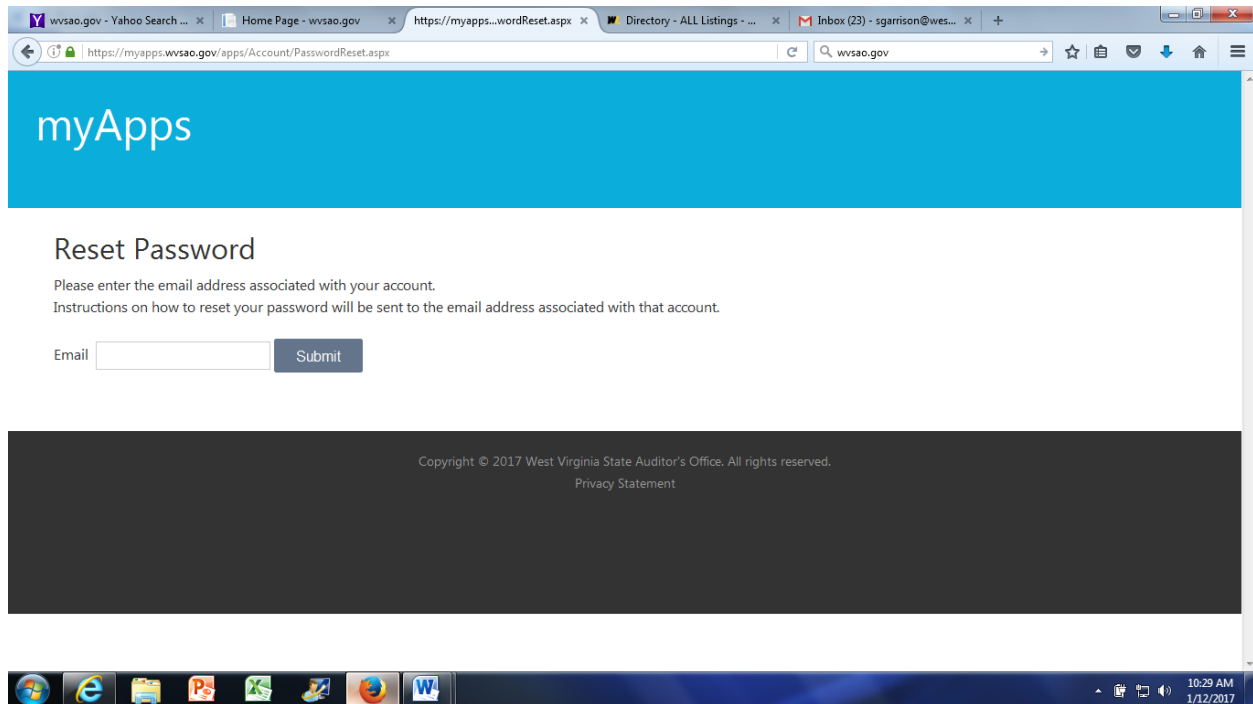 wvsao.gov - Yahoo Search ...
Home Page - wvsao.gov
https://myapps...wordReset.aspx
Directory - ALL Listings - ...
Inbox (23) - sgarrison@wes...
https://myapps.wvsao.gov/apps/Account/PasswordReset.aspx
wvsao.gov
myApps
Reset Password
Please enter the email address associated with your account.
Instructions on how to reset your password will be sent to the email address associated with that account.
Email Submit
Copyright © 2017 West Virginia State Auditor's Office. All rights reserved.
Privacy Statement
10:29 AM
1/12/2017